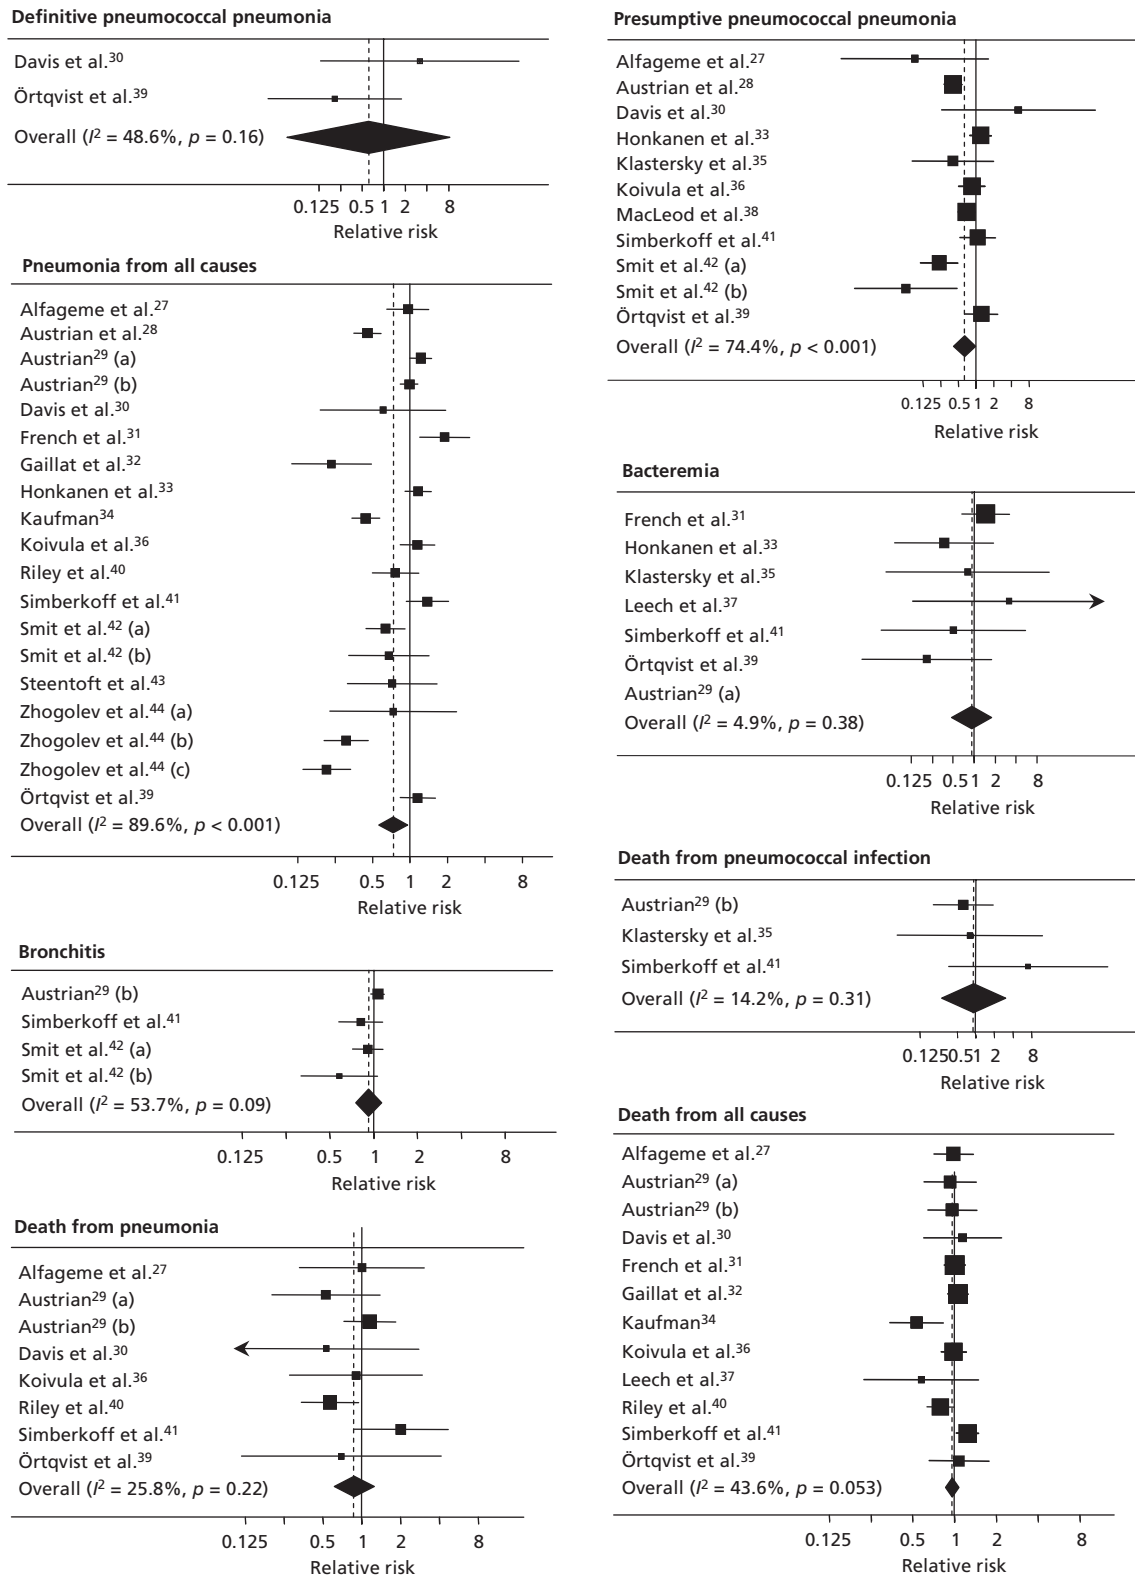 Definitive pneumococcal pneumonia
Davis et al.30
Örtqvist et al.39
Overall (I2 = 48.6%, p = 0.16)
0.125 0.5 1 2 8
Relative risk
Pneumonia from all causes
Alfageme et al.27
Austrian et al.28
Austrian29 (a)
Austrian29 (b)
Davis et al.30
French et al.31
Gaillat et al.32
Honkanen et al.33
Kaufman34
Koivula et al.36
Riley et al.40
Simberkoff et al.41
Smit et al.42 (a)
Smit et al.42 (b)
Steentoft et al.43
Zhogolev et al.44 (a)
Zhogolev et al.44 (b)
Zhogolev et al.44 (c)
Örtqvist et al.39
Overall (I2 = 89.6%, p < 0.001)
0.125 0.5 1 2 8
Relative risk
Bronchitis
Austrian29 (b)
Simberkoff et al.41
Smit et al.42 (a)
Smit et al.42 (b)
Overall (I2 = 53.7%, p = 0.09)
0.125 0.5 1 2 8
Relative risk
Death from pneumonia
Alfageme et al.27
Austrian29 (a)
Austrian29 (b)
Davis et al.30
Koivula et al.36
Riley et al.40
Simberkoff et al.41
Örtqvist et al.39
Overall (I2 = 25.8%, p = 0.22)
0.125 0.5 1 2 8
Relative risk
Presumptive pneumococcal pneumonia
Alfageme et al.27
Austrian et al.28
Davis et al.30
Honkanen et al.33
Klastersky et al.35
Koivula et al.36
MacLeod et al.38
Simberkoff et al.41
Smit et al.42 (a)
Smit et al.42 (b)
Örtqvist et al.39
Overall (I2 = 74.4%, p < 0.001)
0.125 0.5 1 2 8
Relative risk
Bacteremia
French et al.31
Honkanen et al.33
Klastersky et al.35
Leech et al.37
Simberkoff et al.41
Örtqvist et al.39
Austrian29 (a)
Overall (I2 = 4.9%, p = 0.38)
0.125 0.5 1 2 8
Relative risk
Death from pneumococcal infection
Austrian29 (b)
Klastersky et al.35
Simberkoff et al.41
Overall (I2 = 14.2%, p = 0.31)
0.125 0.5 1 2 8
Relative risk
Death from all causes
Alfageme et al.27
Austrian29 (a)
Austrian29 (b)
Davis et al.30
French et al.31
Gaillat et al.32
Kaufman34
Koivula et al.36
Leech et al.37
Riley et al.40
Simberkoff et al.41
Örtqvist et al.39
Overall (I2 = 43.6%, p = 0.053)
0.125 0.5 1 2 8
Relative risk